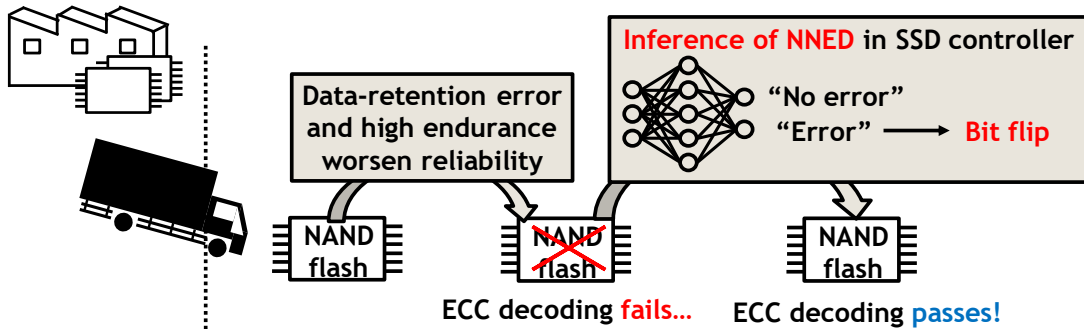 Inference of NNED in SSD controller
"No error"
"Error" Bit flip
Data-retention error
and high endurance
worsen reliability
NAND
flash
NAND
flash
NAND
flash
ECC decoding fails...
ECC decoding passes!